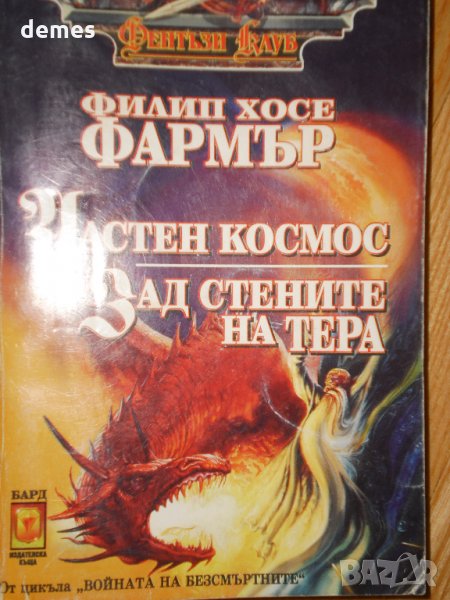 demes
Фентъзи Клуб
ФИЛИП ХОСЕ
ФАРМЪР
ЧАСТЕН КОСМОС
ЗАД СТЕНИТЕ
НА ТЕРА
БАРД
ИЗДАТЕЛСКА
КЪЩА
От цикъла „ВОЙНАТА НА БЕЗСМЪРТНИТЕ“
BAZAR